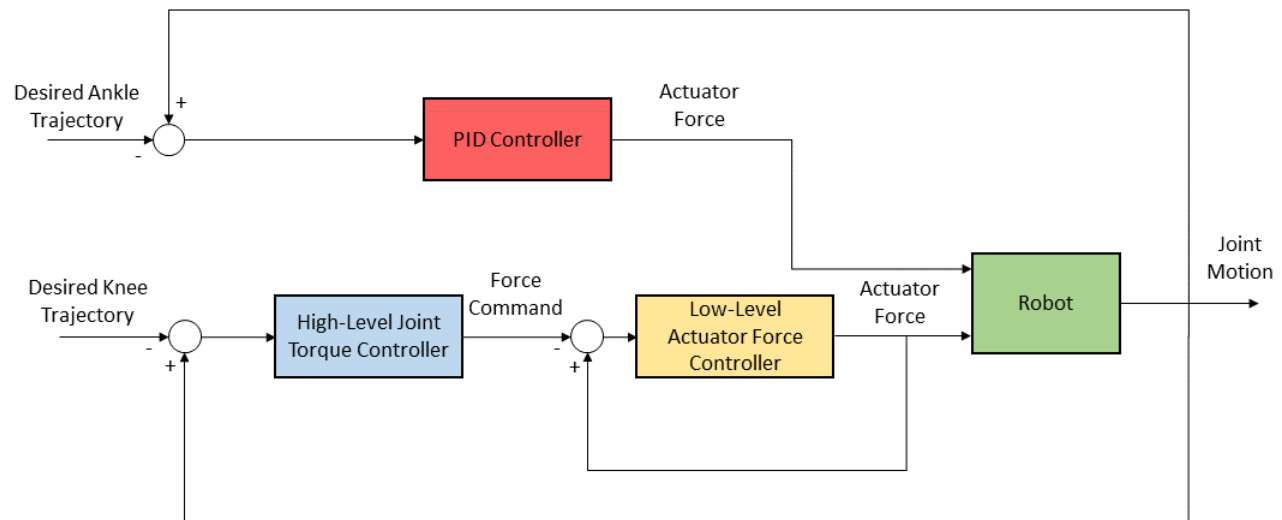 Desired Ankle
Trajectory
+
-
PID Controller
Actuator
Force
Desired Knee
Trajectory
-
+
High-Level Joint
Torque Controller
Force
Command
-
+
Low-Level
Actuator Force
Controller
Actuator
Force
Robot
Joint
Motion